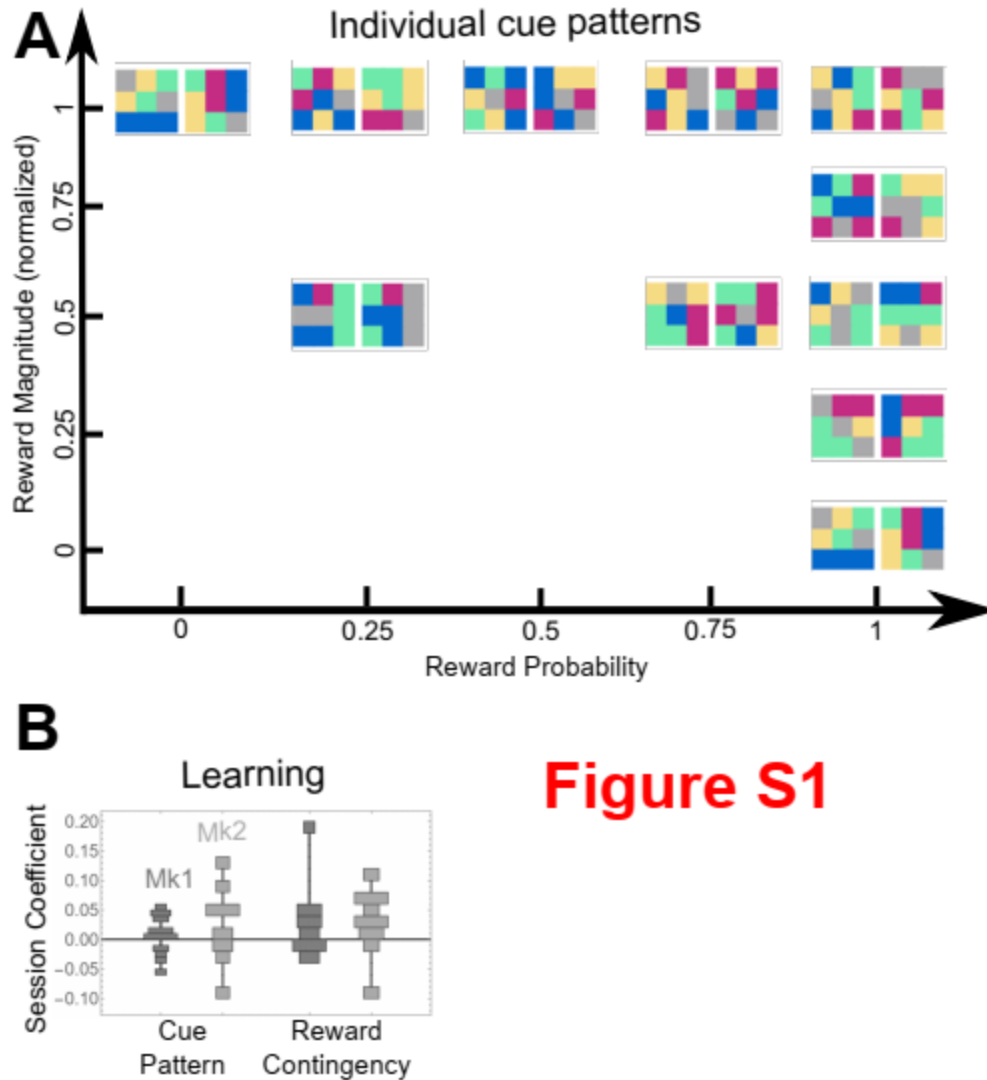 A
Individual cue patterns
Reward Magnitude (normalized)
1
0.75
0.5
0.25
0
0 0.25 0.5 0.75 1
Reward Probability
B
Learning
Figure S1
Session Coefficient
0.20
0.15
0.10
0.05
0.00
-0.05
-0.10
Mk1
Mk2
Cue Pattern
Reward Contingency